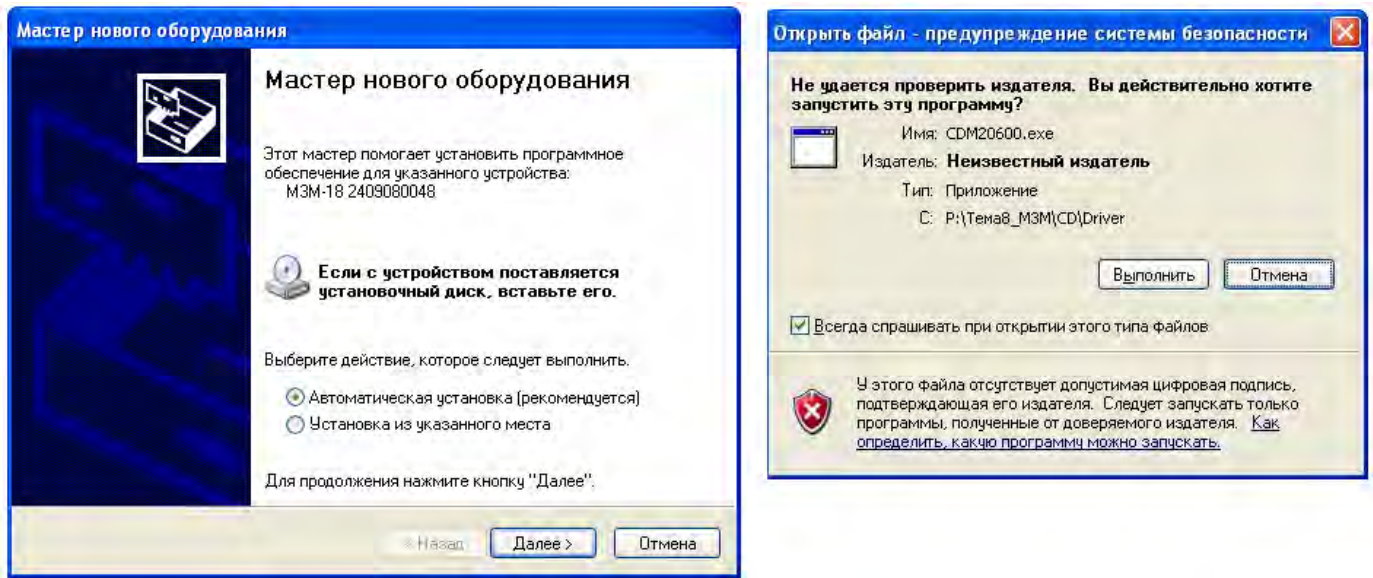 Мастер нового оборудования
Мастер нового оборудования
Этот мастер помогает установить программное
обеспечение для указанного устройства:
МЗМ-18 2409080048
Если с устройством поставляется
установочный диск, вставьте его.
Выберите действие, которое следует выполнить.
Автоматическая установка (рекомендуется)
Установка из указанного места
Для продолжения нажмите кнопку "Далее".
< Назад
Далее >
Отмена
Открыть файл - предупреждение системы безопасности
Не удается проверить издателя. Вы действительно хотите
запустить эту программу?
Имя: CDM20600.exe
Издатель: Неизвестный издатель
Тип: Приложение
С: P:\Тема8_МЗМ\CD\Driver
Выполнить
Отмена
Всегда спрашивать при открытии этого типа файлов
У этого файла отсутствует допустимая цифровая подпись,
подтверждающая его издателя. Следует запускать только
программы, полученные от доверяемого издателя. Как
определить, какую программу можно запускать.